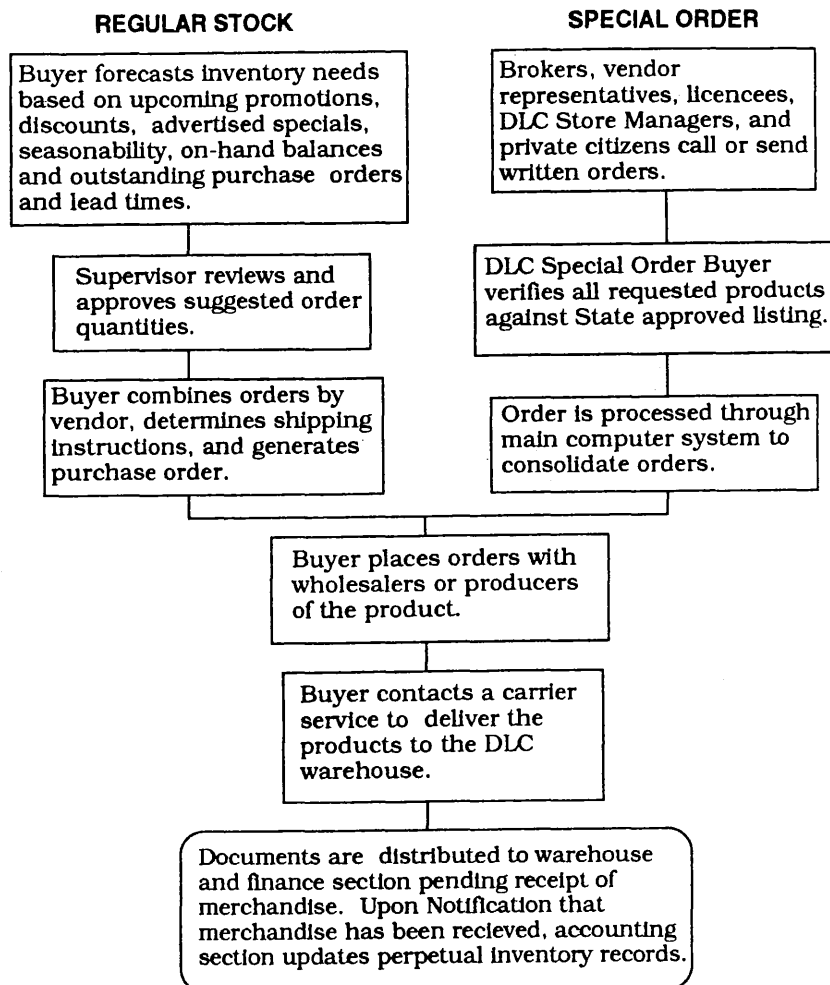 REGULAR STOCK
Buyer forecasts inventory needs
based on upcoming promotions,
discounts, advertised specials,
seasonability, on-hand balances
and outstanding purchase orders
and lead times.
Supervisor reviews and
approves suggested order
quantities.
Buyer combines orders by
vendor, determines shipping
instructions, and generates
purchase order.
SPECIAL ORDER
Brokers, vendor
representatives, licencees,
DLC Store Managers, and
private citizens call or send
written orders.
DLC Special Order Buyer
verifies all requested products
against State approved listing.
Order is processed through
main computer system to
consolidate orders.
Buyer places orders with
wholesalers or producers
of the product.
Buyer contacts a carrier
service to deliver the
products to the DLC
warehouse.
Documents are distributed to warehouse
and finance section pending receipt of
merchandise. Upon Notification that
merchandise has been recieved, accounting
section updates perpetual inventory records.